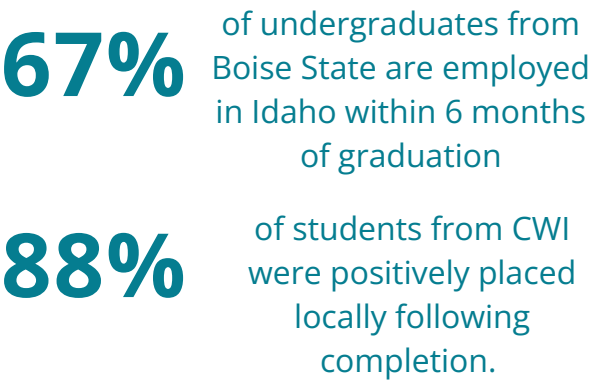 67%
of undergraduates from
Boise State are employed
in Idaho within 6 months
of graduation
88%
of students from CWI
were positively placed
locally following
completion.